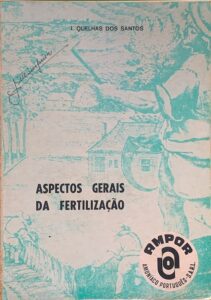 J. QUELHAS DOS SANTOS
ASPECTOS GERAIS
DA FERTILIZAÇÃO
AMPOR
AMONÍACO PORTUGUÊS • S.A.R.L.